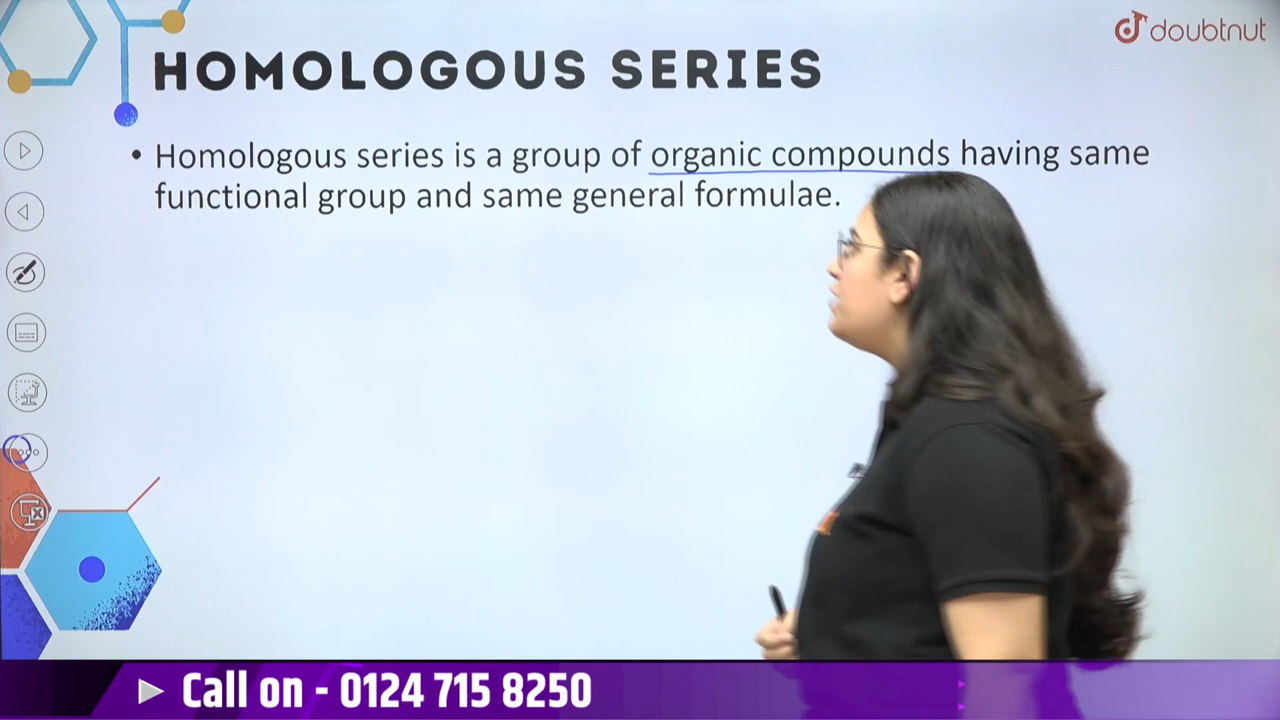 doubtnut
HOMOLOGOUS SERIES
• Homologous series is a group of organic compounds having same
functional group and same general formulae.
Call on - 0124 715 8250